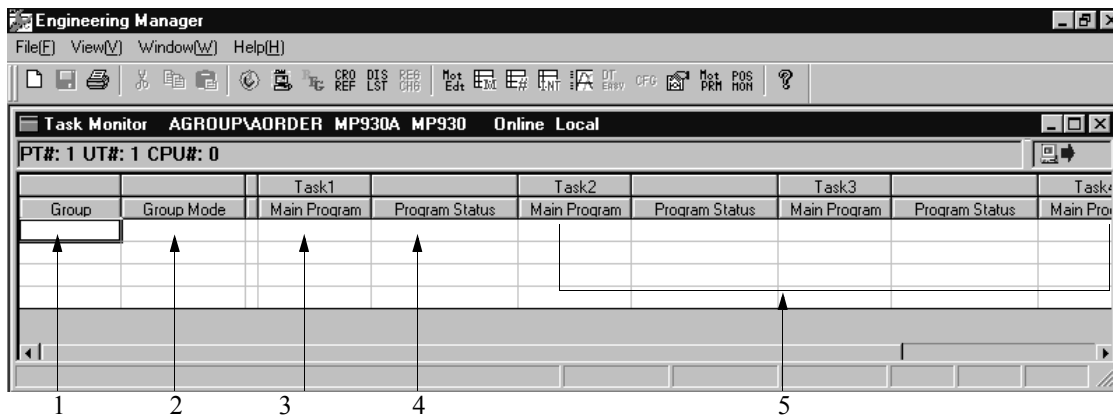 Engineering Manager
File(F) View(V) Window(W) Help(H)
CRO REF DIS LST REG CHG Mot Edt INT DT CFG Mot PRM POS MON
Task Monitor AGROUP\AORDER MP930A MP930 Online Local
PT#: 1 UT#: 1 CPU#: 0
Task1 Task2 Task3 Task4
Group Group Mode Main Program Program Status Main Program Program Status Main Program Program Status Main Pro
1 2 3 4 5